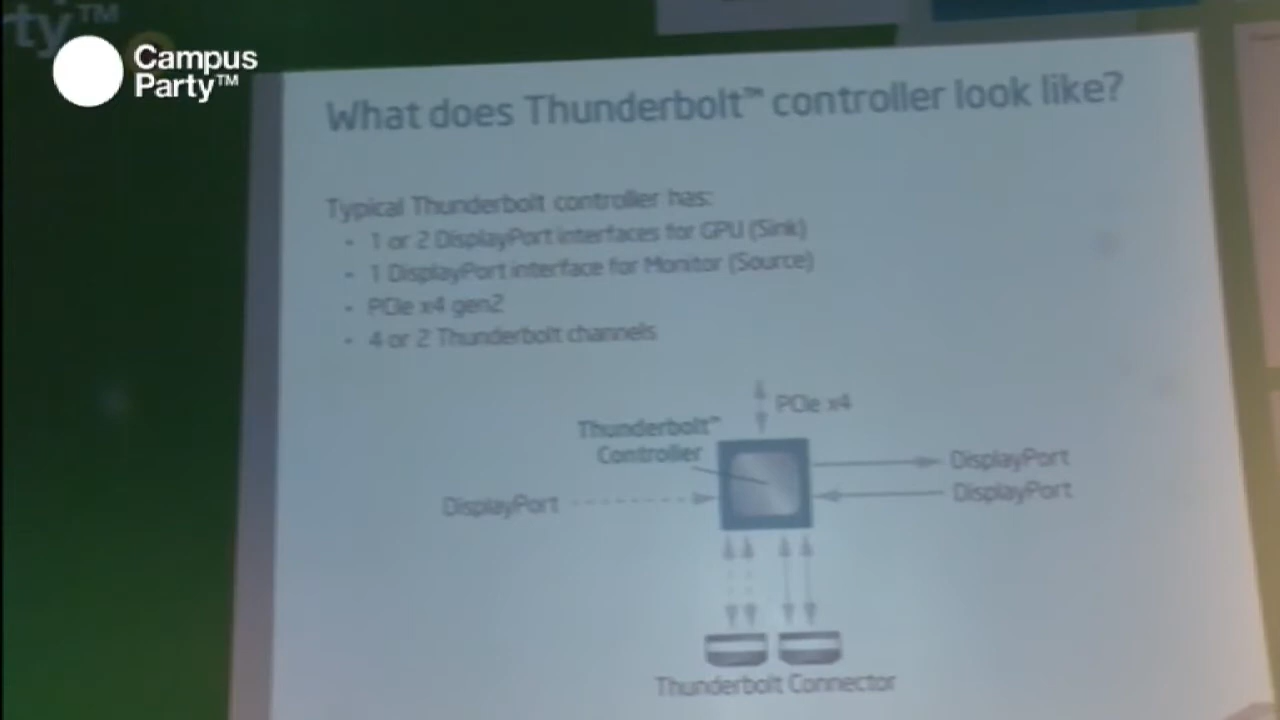 ty™
Campus
Party™
What does Thunderbolt™ controller look like?
Typical Thunderbolt controller has:
• 1 or 2 DisplayPort interfaces for GPU (Sink)
• 1 DisplayPort interface for Monitor (Source)
• PCIe x4 gen2
• 4 or 2 Thunderbolt channels
PCIe x4
Thunderbolt™
Controller
DisplayPort
DisplayPort
DisplayPort
Thunderbolt Connector